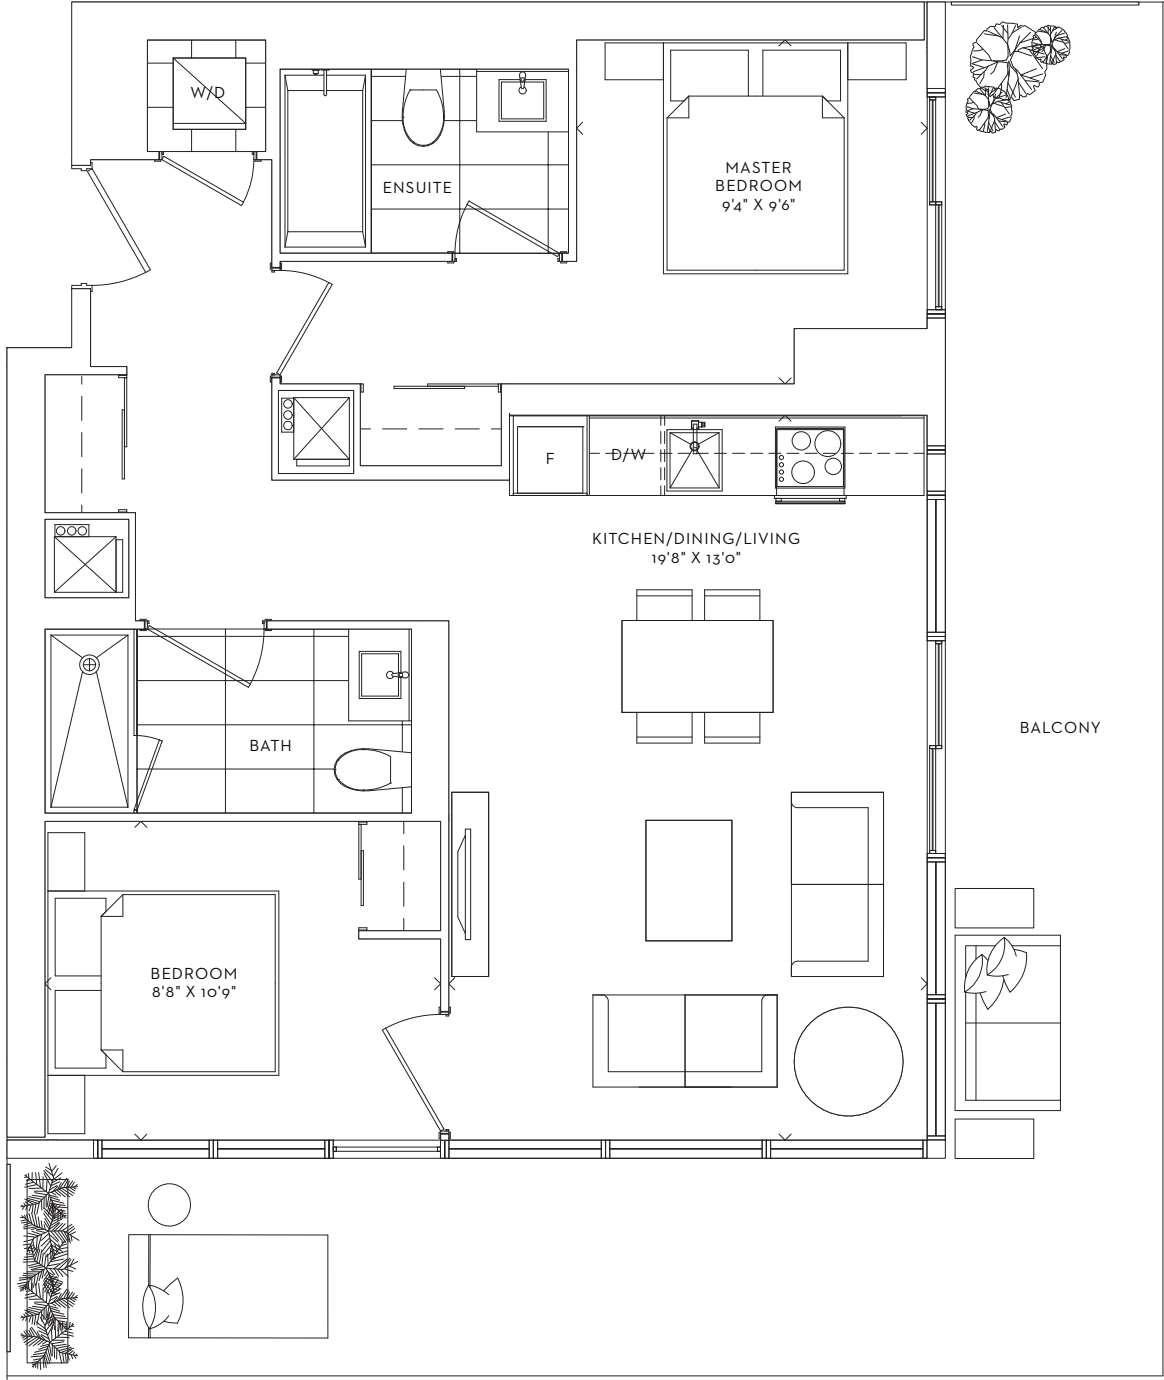 W/D
ENSUITE
MASTER
BEDROOM
9'4" X 9'6"
F
D/W
KITCHEN/DINING/LIVING
19'8" X 13'0"
BALCONY
BATH
BEDROOM
8'8" X 10'9"